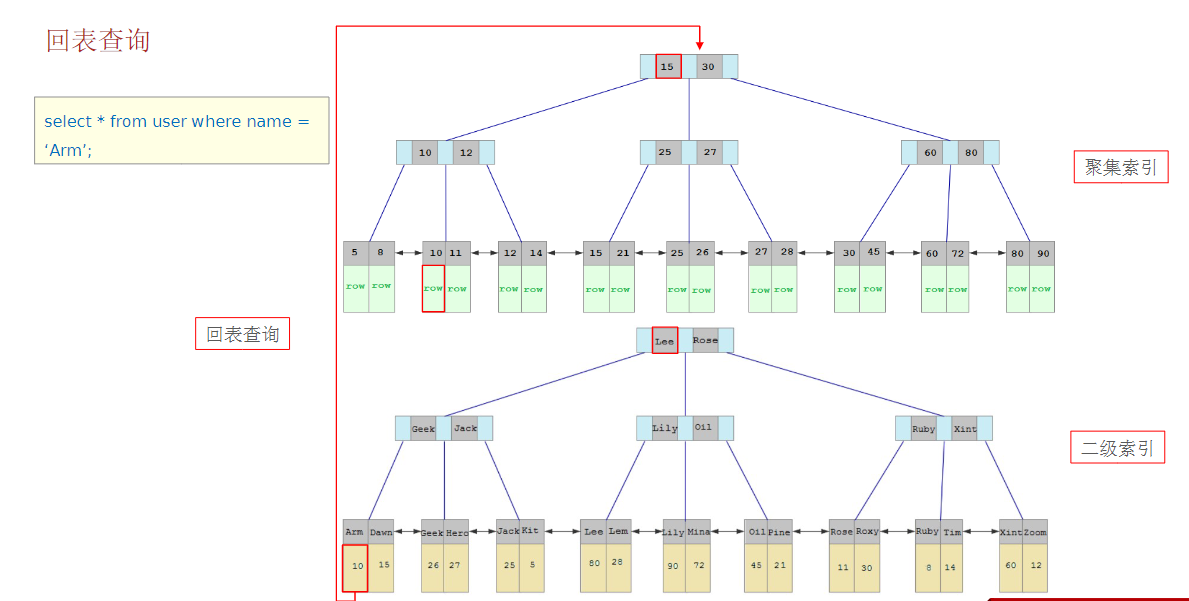 回表查询
select * from user where name =
‘Arm’;
15 30
10 12 25 27 60 80
聚集索引
5 8 10 11 12 14 15 21 25 26 27 28 30 45 60 72 80 90
row row row row row row row row row row row row row row row row row row
回表查询
Lee Rose
Geek Jack Lily Oil Ruby Xint
二级索引
Arm Dawn Geek Hero Jack Kit Lee Lem Lily Mina Oil Pine Rose Roxy Ruby Tim Xint Zoom
10 15 26 27 25 5 80 28 90 72 45 21 11 30 8 14 60 12